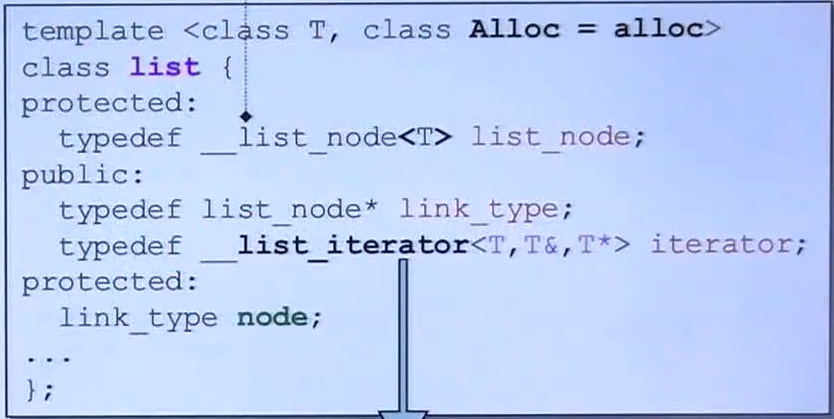 template <class T, class Alloc = alloc>
class list {
protected:
  typedef __list_node<T> list_node;
public:
  typedef list_node* link_type;
  typedef __list_iterator<T,T&,T*> iterator;
protected:
  link_type node;
...
};